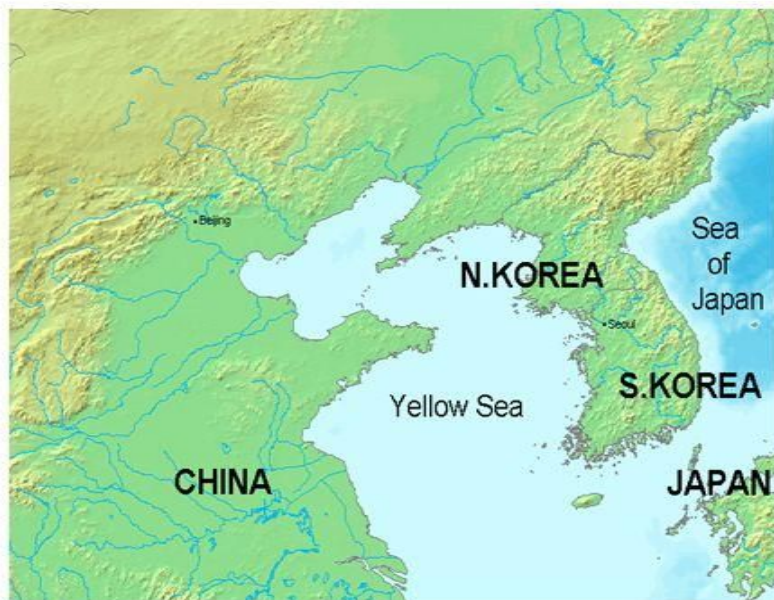 Beijing
Sea
of
Japan
N.KOREA
Seoul
S.KOREA
Yellow Sea
CHINA
JAPAN